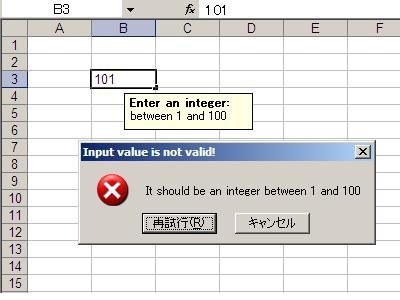 B3 fx 101
A B C D E F
1
2
3 101
4
5
6
7
8
9
10
11
12
13
14
15
Enter an integer:
between 1 and 100
Input value is not valid!
It should be an integer between 1 and 100
再試行(R) キャンセル